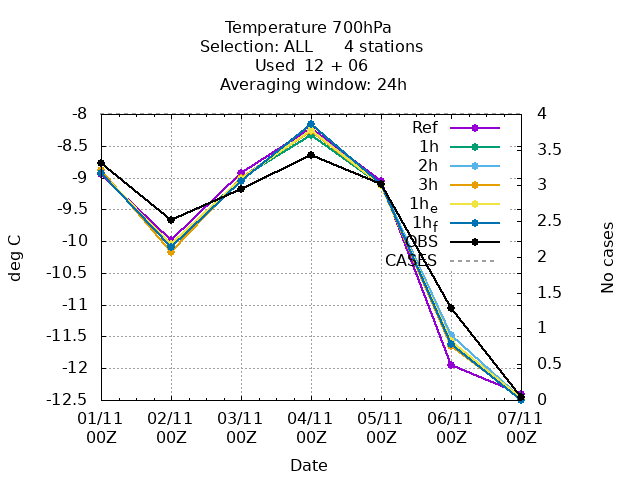 Temperature 700hPa
Selection: ALL      4 stations
Used  12 + 06
Averaging window: 24h
-8
-8.5
-9
-9.5
-10
-10.5
-11
-11.5
-12
-12.5
deg C
4
3.5
3
2.5
2
1.5
1
0.5
0
No cases
Ref
1h
2h
3h
1h_e
1h_f
OBS
CASES
01/11 02/11 03/11 04/11 05/11 06/11 07/11
00Z 00Z 00Z 00Z 00Z 00Z 00Z
Date